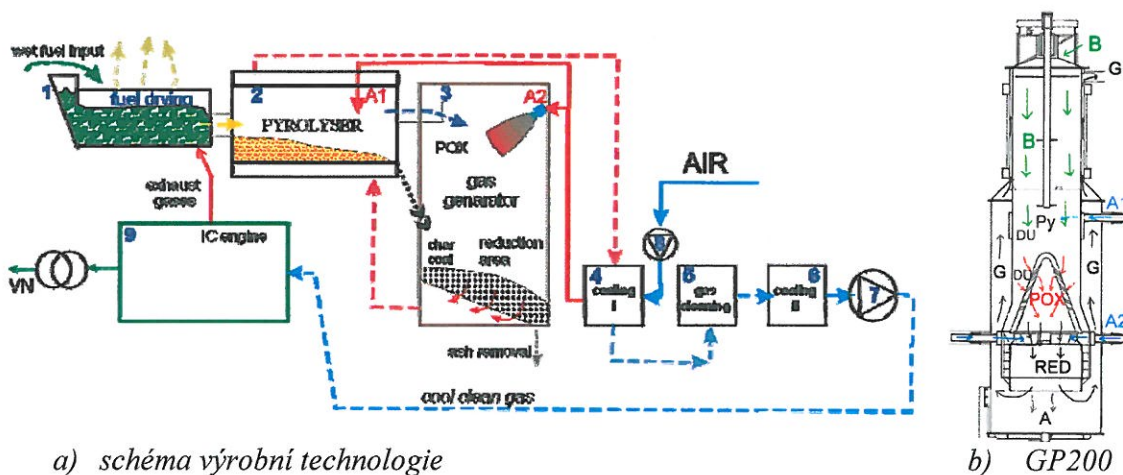 wet fuel input
1
fuel drying
2
A1
PYROLYSER
3
A2
POX
gas
generator
exhaust
gases
char
coal
reduction
area
ash removal
AIR
8
4
cooling
I
5
gas
cleaning
6
cooling
II
7
9
IC engine
VN
cool clean gas
a) schéma výrobní technologie
B
G
B
A1
Py
DU
G
DU
G
POX
A2
RED
A
b) GP200